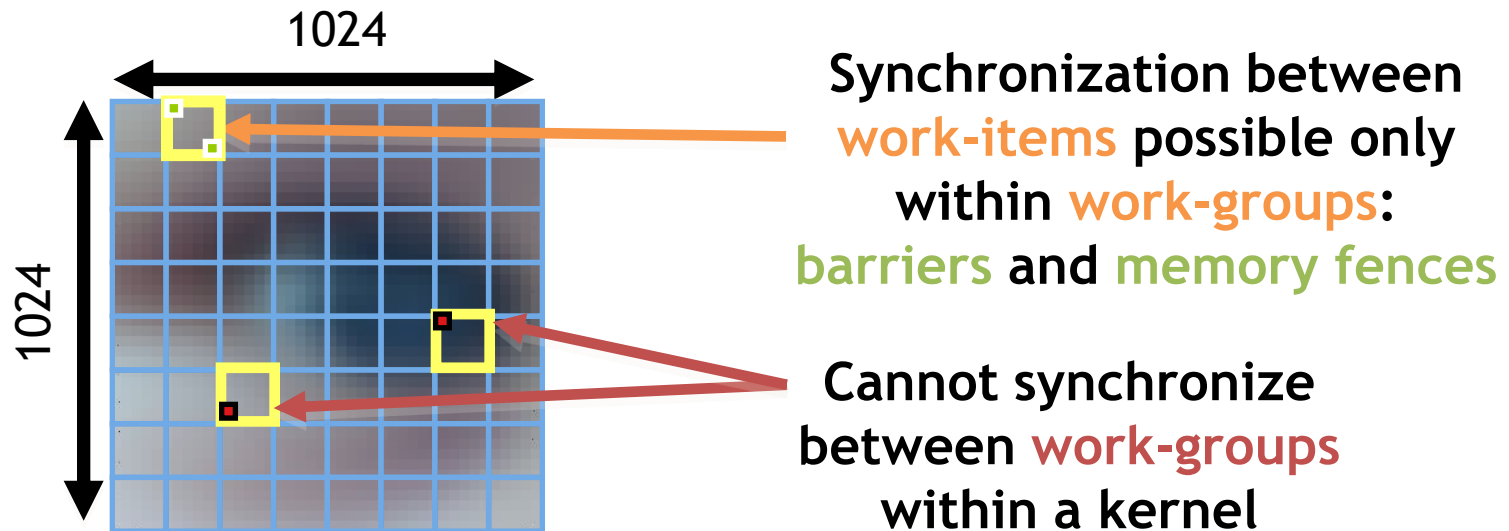 1024
1024
Synchronization between
work-items possible only
within work-groups:
barriers and memory fences
Cannot synchronize
between work-groups
within a kernel